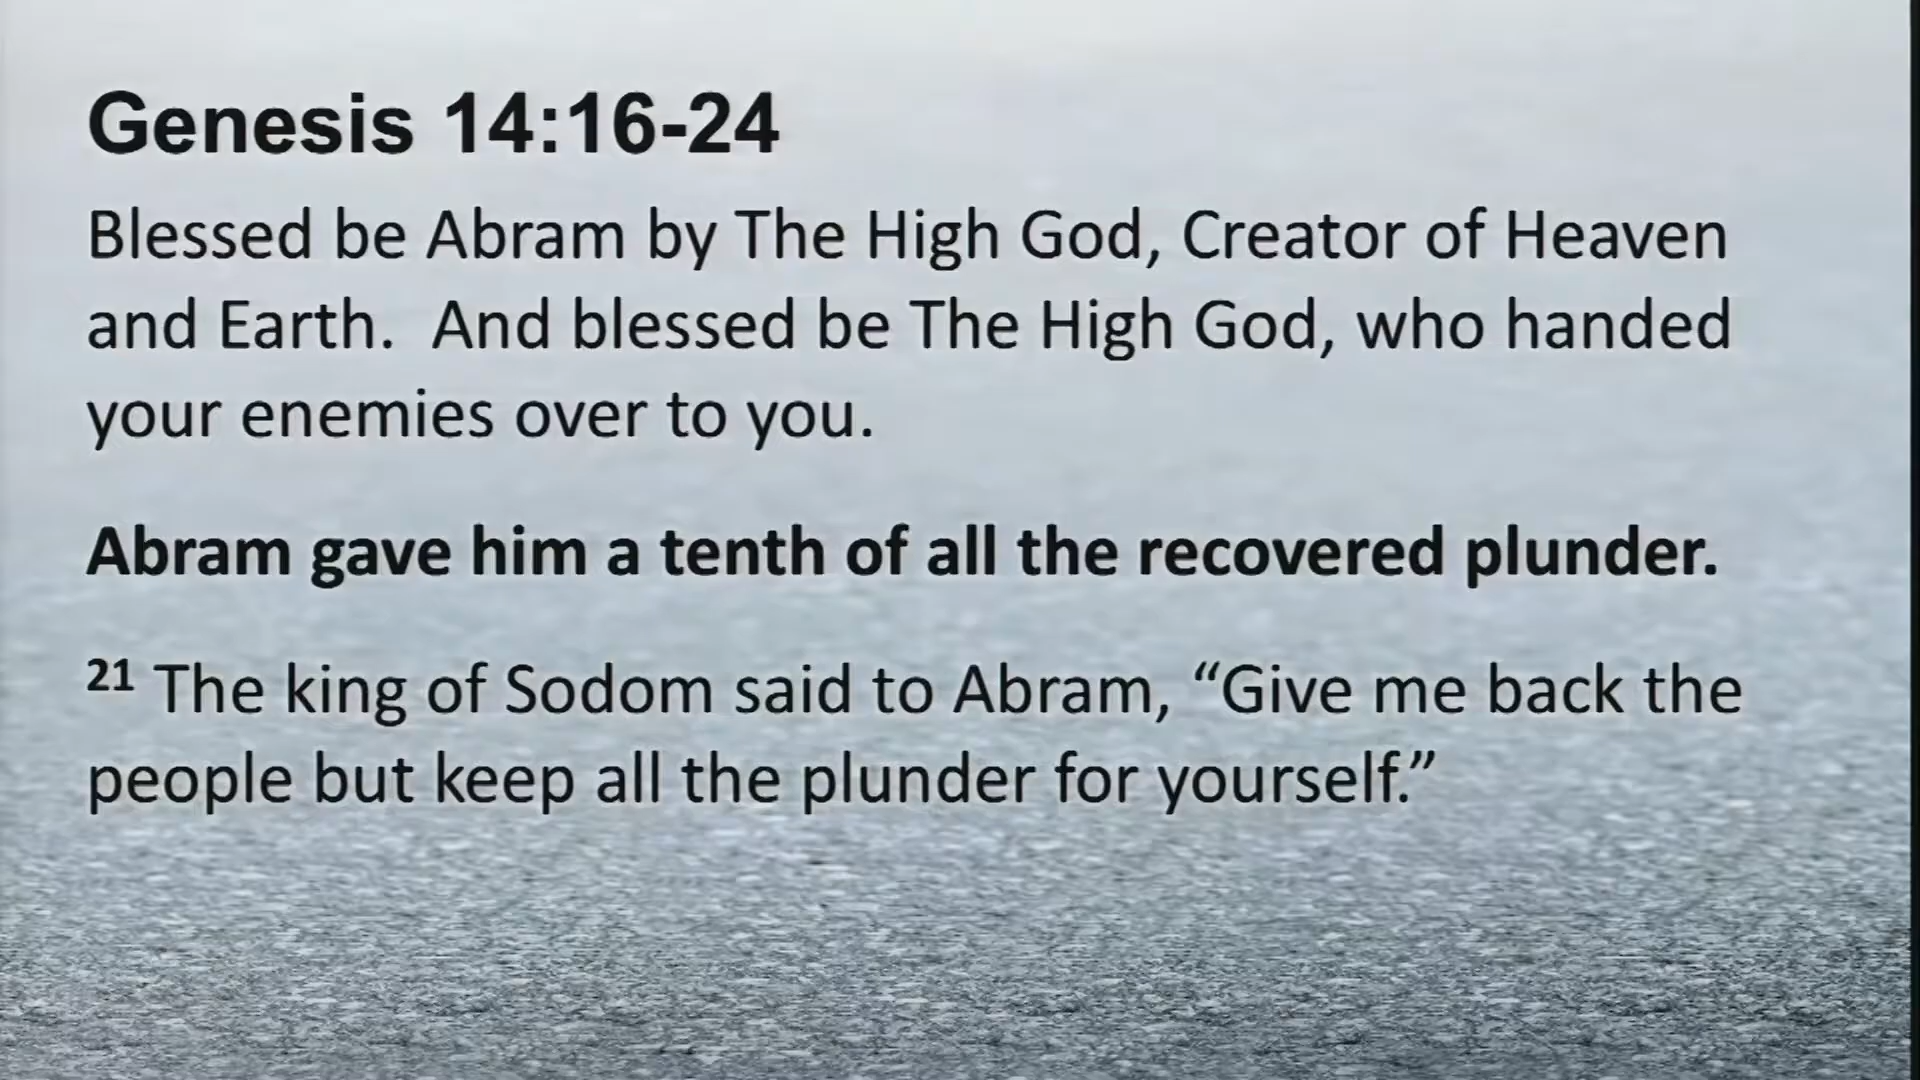 Genesis 14:16-24
Blessed be Abram by The High God, Creator of Heaven
and Earth.  And blessed be The High God, who handed
your enemies over to you.
Abram gave him a tenth of all the recovered plunder.
21 The king of Sodom said to Abram, “Give me back the
people but keep all the plunder for yourself.”